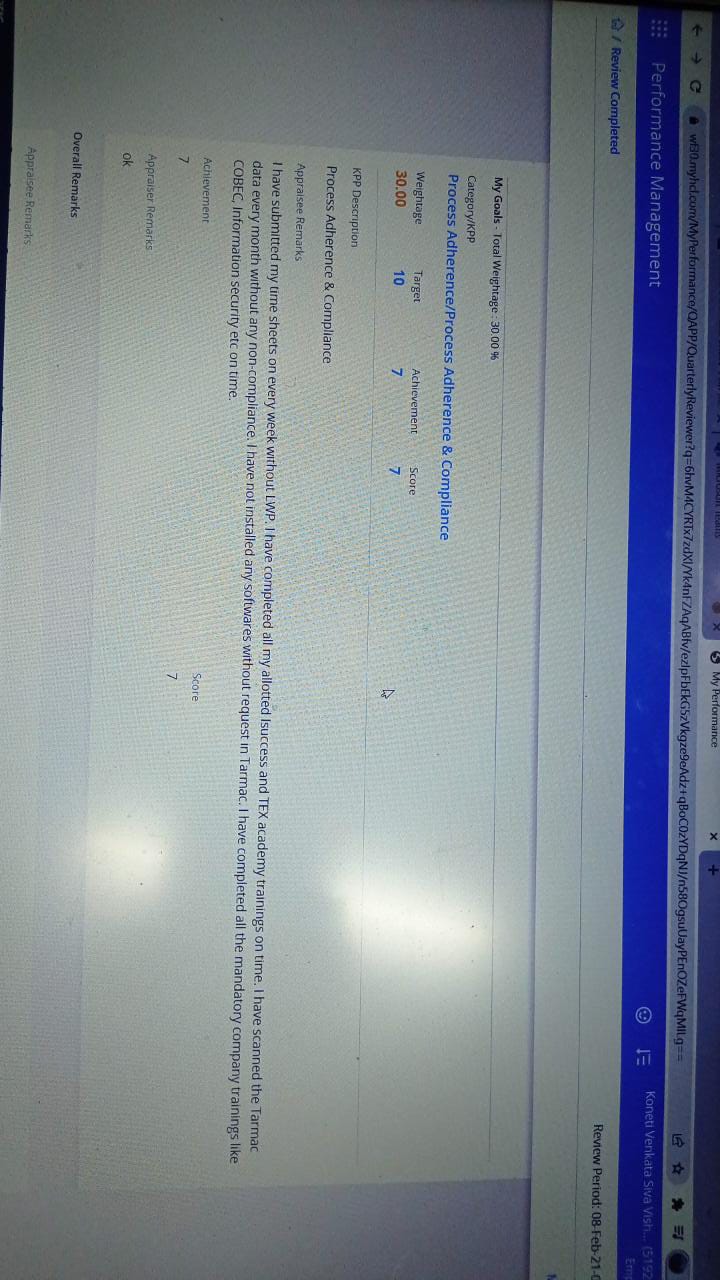 My Performance
wf30.myhcl.com/MyPerformance/QAPP/QuarterlyReviewer?q=6hvM4CYRTx7zdXl/Yk4nFZAqABfv/ezlpFbEkG5zVkgze9eAdz+qBoC0zYDqNJ/n58OgsuUayPEnOZeFWqMILg==
Performance Management
Koneti Venkata Siva Vish... (5192
Emp
/ Review Completed
Review Period: 08-Feb-21-0
My Goals - Total Weightage : 30.00 %
Category/KPP
Process Adherence/Process Adherence & Compliance
Weightage Target Achievement Score
30.00 10 7 7
KPP Description
Process Adherence & Compliance
Appraisee Remarks
I have submitted my time sheets on every week without LWP. I have completed all my allotted Isuccess and TEX academy trainings on time. I have scanned the Tarmac
data every month without any non-compliance. I have not installed any softwares without request in Tarmac. I have completed all the mandatory company trainings like
COBEC, Information security etc on time.
Achievement Score
7 7
Appraiser Remarks
ok
Overall Remarks
Appraisee Remarks